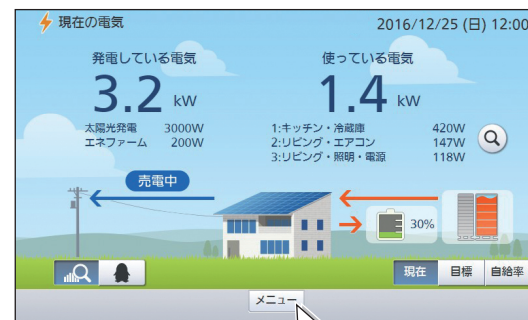 現在の電気
2016/12/25 (日) 12:00
発電している電気
3.2 kW
太陽光発電 3000W
エネファーム 200W
使っている電気
1.4 kW
1:キッチン・冷蔵庫 420W
2:リビング・エアコン 147W
3:リビング・照明・電源 118W
売電中
30%
現在 目標 自給率
メニュー